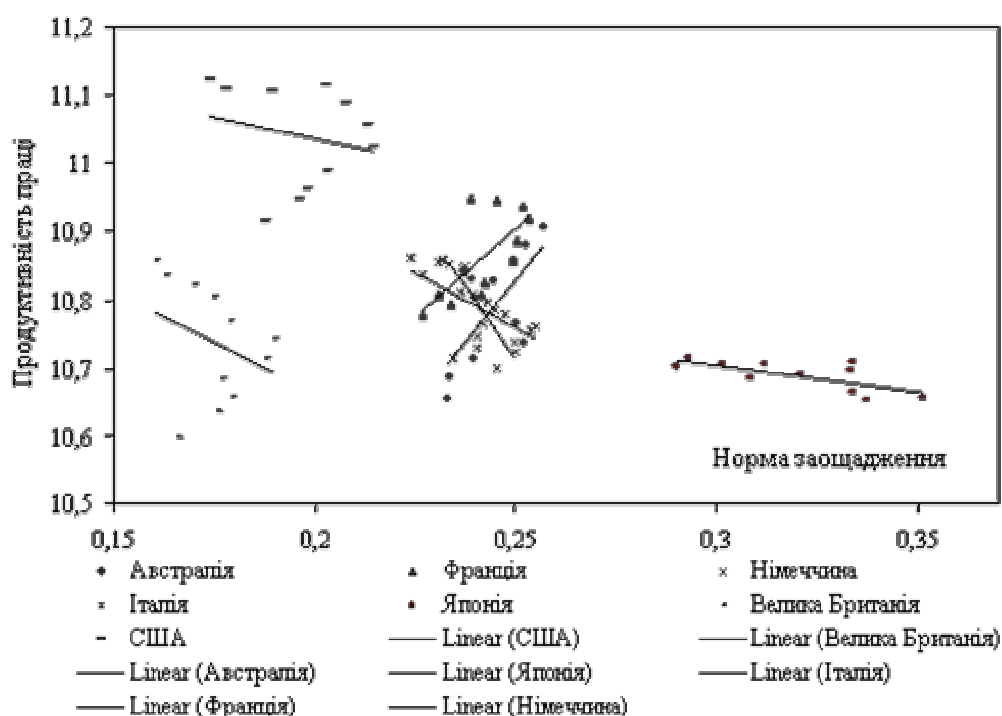 11,2
11,1
11
10,9
10,8
10,7
10,6
10,5
Продуктивність праці
Норма заощадження
0,15 0,2 0,25 0,3 0,35
Австралія Франція Німеччина
Італія Японія Велика Британія
США Linear (США) Linear (Велика Британія)
Linear (Австралія) Linear (Японія) Linear (Італія)
Linear (Франція) Linear (Німеччина)